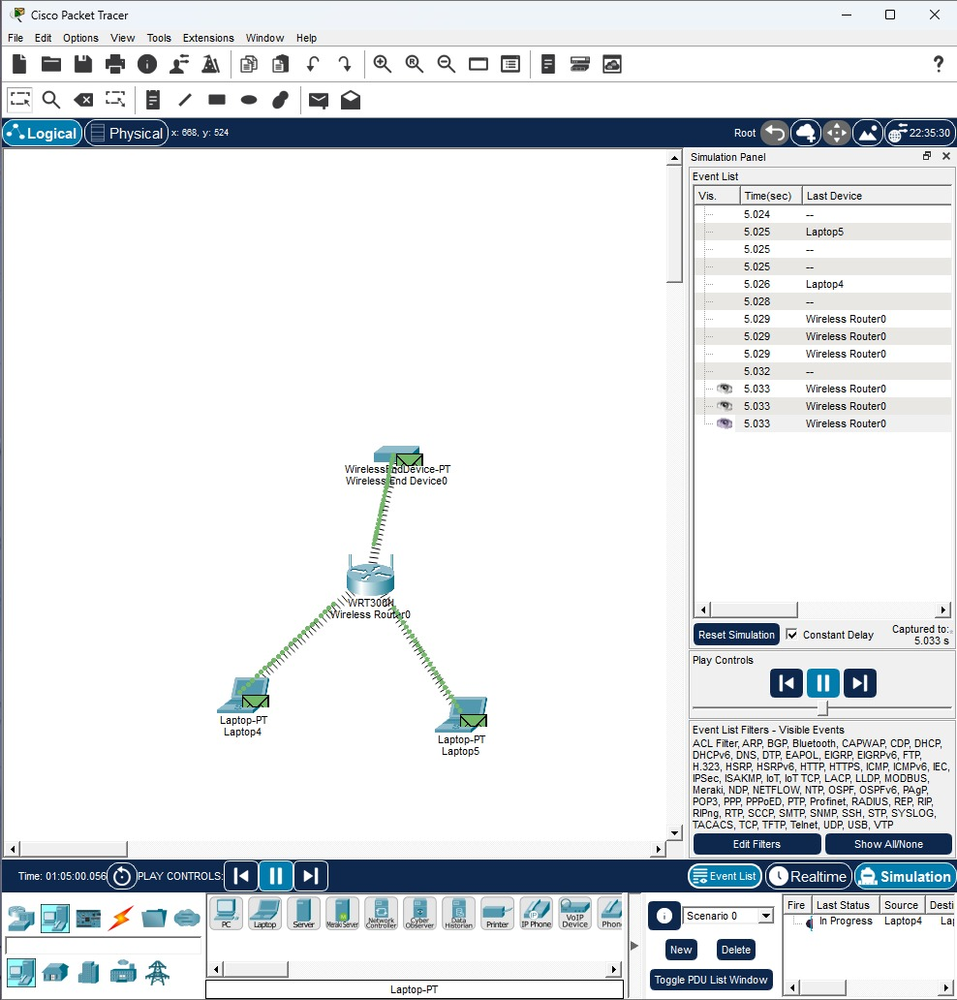 Cisco Packet Tracer
File Edit Options View Tools Extensions Window Help
Logical Physical x: 668, y: 524 Root 22:35:30
Simulation Panel
Event List
Vis. Time(sec) Last Device
5.024 --
5.025 Laptop5
5.025 --
5.025 --
5.026 Laptop4
5.028 --
5.029 Wireless Router0
5.029 Wireless Router0
5.029 Wireless Router0
5.032 --
5.033 Wireless Router0
5.033 Wireless Router0
5.033 Wireless Router0
WirelessEndDevice-PT
Wireless End Device0
WRT300N
Wireless Router0
Laptop-PT
Laptop4
Laptop-PT
Laptop5
Reset Simulation Constant Delay Captured to:
5.033 s
Play Controls
Event List Filters - Visible Events
ACL Filter, ARP, BGP, Bluetooth, CAPWAP, CDP, DHCP,
DHCPv6, DNS, DTP, EAPOL, EIGRP, EIGRPv6, FTP,
H.323, HSRP, HSRPv6, HTTP, HTTPS, ICMP, ICMPv6, IEC,
IPSec, ISAKMP, IoT, IoT TCP, LACP, LLDP, MODBUS,
Meraki, NDP, NETFLOW, NTP, OSPF, OSPFv6, PAgP,
POP3, PPP, PPPoED, PTP, Profinet, RADIUS, REP, RIP,
RIPng, RTP, SCCP, SMTP, SNMP, SSH, STP, SYSLOG,
TACACS, TCP, TFTP, Telnet, UDP, USB, VTP
Edit Filters Show All/None
Time: 01:05:00.056 PLAY CONTROLS: Event List Realtime Simulation
PC Laptop Server Meraki Server Network Controller Cyber Observer Data Historian Printer IP Phone VoIP Device Phone
Laptop-PT
Scenario 0
New Delete
Toggle PDU List Window
Fire Last Status Source Desti
In Progress Laptop4 Lap